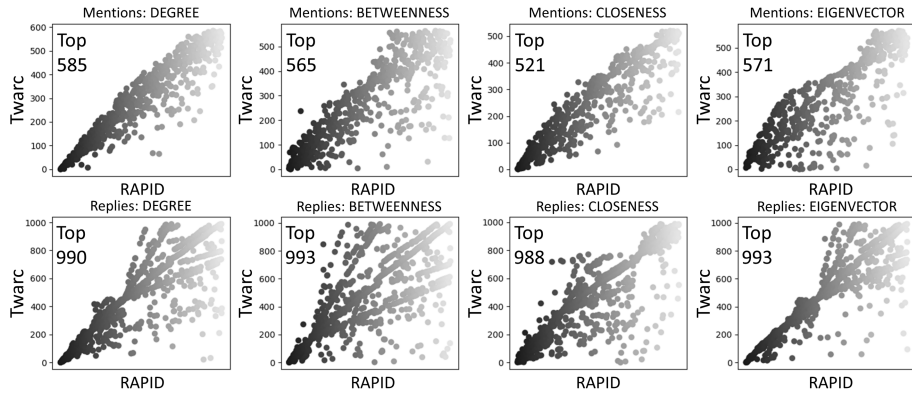 Mentions: DEGREE
Top
585
600
500
400
300
200
100
0
Twarc
RAPID
Mentions: BETWEENNESS
Top
565
500
400
300
200
100
0
Twarc
RAPID
Mentions: CLOSENESS
Top
521
500
400
300
200
100
0
Twarc
RAPID
Mentions: EIGENVECTOR
Top
571
500
400
300
200
100
0
Twarc
RAPID
Replies: DEGREE
Top
990
1000
800
600
400
200
0
Twarc
RAPID
Replies: BETWEENNESS
Top
993
1000
800
600
400
200
0
Twarc
RAPID
Replies: CLOSENESS
Top
988
1000
800
600
400
200
0
Twarc
RAPID
Replies: EIGENVECTOR
Top
993
1000
800
600
400
200
0
Twarc
RAPID